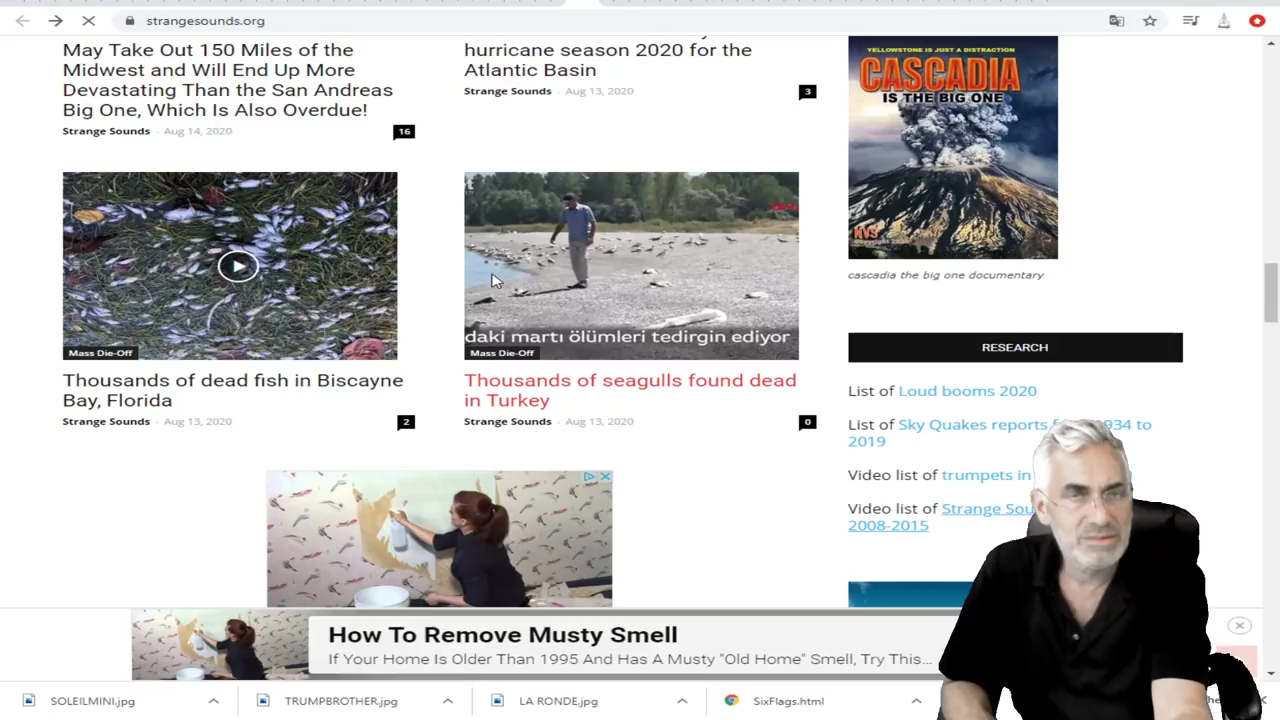 strangesounds.org
May Take Out 150 Miles of the
Midwest and Will End Up More
Devastating Than the San Andreas
Big One, Which Is Also Overdue!
Strange Sounds - Aug 14, 2020
16
hurricane season 2020 for the
Atlantic Basin
Strange Sounds - Aug 13, 2020
3
Mass Die-Off
Thousands of dead fish in Biscayne
Bay, Florida
Strange Sounds - Aug 13, 2020
2
daki martı ölümleri tedirgin ediyor
Mass Die-Off
Thousands of seagulls found dead
in Turkey
Strange Sounds - Aug 13, 2020
0
YELLOWSTONE IS JUST A DISTRACTION
CASCADIA
IS THE BIG ONE
cascadia the big one documentary
RESEARCH
List of Loud booms 2020
List of Sky Quakes reports 1934 to
2019
Video list of trumpets in
Video list of Strange
2008-2015
How To Remove Musty Smell
If Your Home Is Older Than 1995 And Has A Musty "Old Home" Smell, Try This...
SOLEILMINI.jpg
TRUMPBROTHER.jpg
LA RONDE.jpg
SixFlags.html